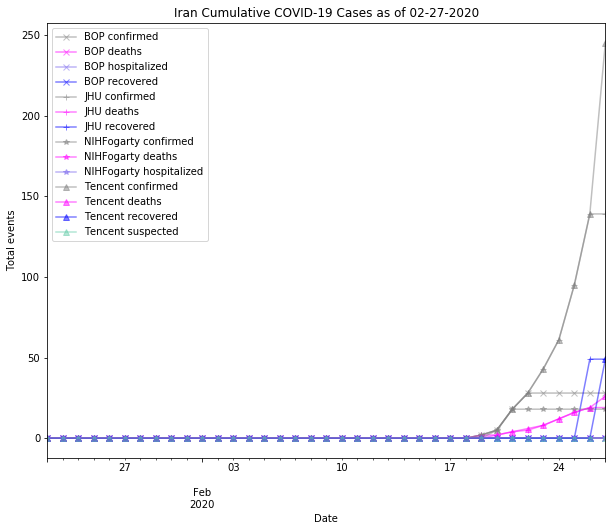 Iran Cumulative COVID-19 Cases as of 02-27-2020
250
200
150
100
50
0
Total events
BOP confirmed
BOP deaths
BOP hospitalized
BOP recovered
JHU confirmed
JHU deaths
JHU recovered
NIHFogarty confirmed
NIHFogarty deaths
NIHFogarty hospitalized
Tencent confirmed
Tencent deaths
Tencent recovered
Tencent suspected
27 03 10 17 24
Feb
2020
Date